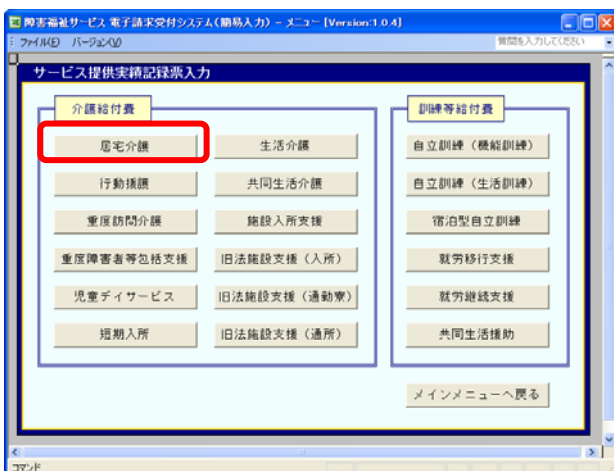 障害福祉サービス 電子請求受付システム(簡易入力) - メニュー [Version:1.0.4]
ファイル(F) バージョン(V) 質問を入力してください
サービス提供実績記録票入力
介護給付費 訓練等給付費
居宅介護 生活介護 自立訓練（機能訓練）
行動援護 共同生活介護 自立訓練（生活訓練）
重度訪問介護 施設入所支援 宿泊型自立訓練
重度障害者等包括支援 旧法施設支援（入所） 就労移行支援
児童デイサービス 旧法施設支援（通勤寮） 就労継続支援
短期入所 旧法施設支援（通所） 共同生活援助
メインメニューへ戻る
コマンド